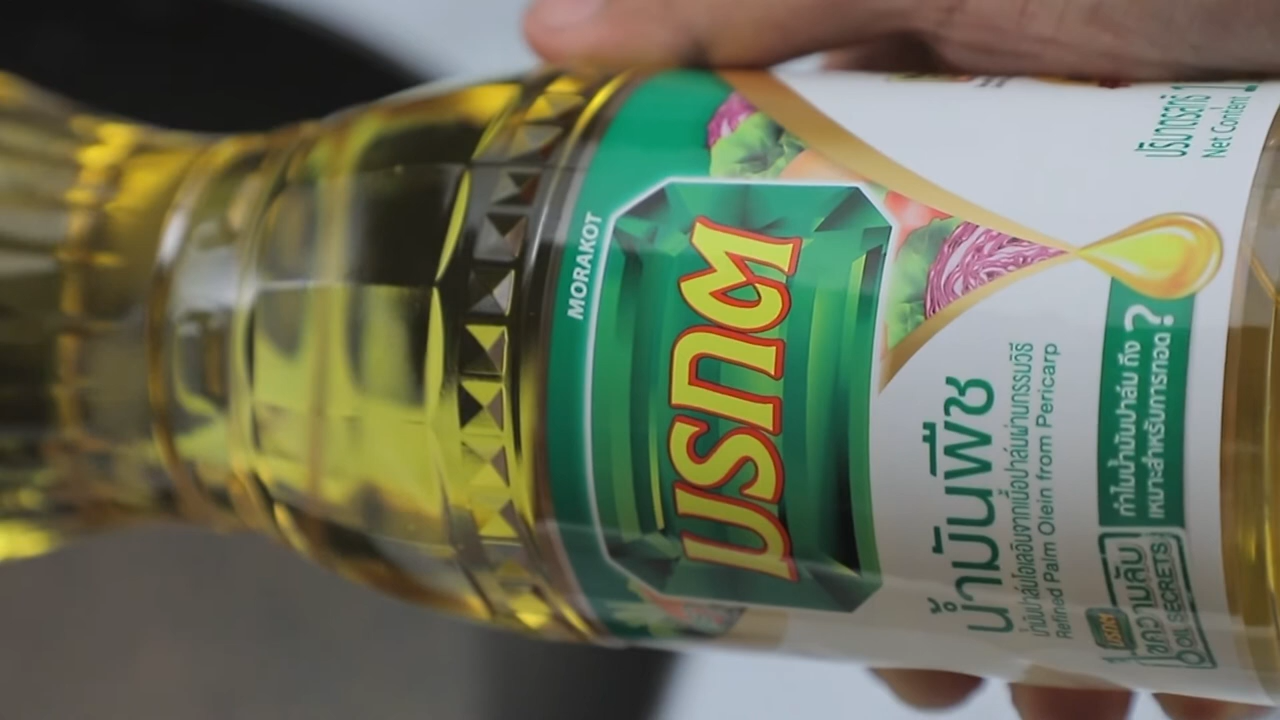 MORAKOT
มรกต
น้ำมันพืช
น้ำมันปาล์มโอเลอินจากเนื้อปาล์มผ่านกรรมวิธี
Refined Palm Olein from Pericarp
ปริมาตรสุทธิ 1
Net Content
มรกต
ไขความลับ
OIL SECRETS
ทำไมน้ำมันปาล์ม ถึง
เหมาะสำหรับการทอด?